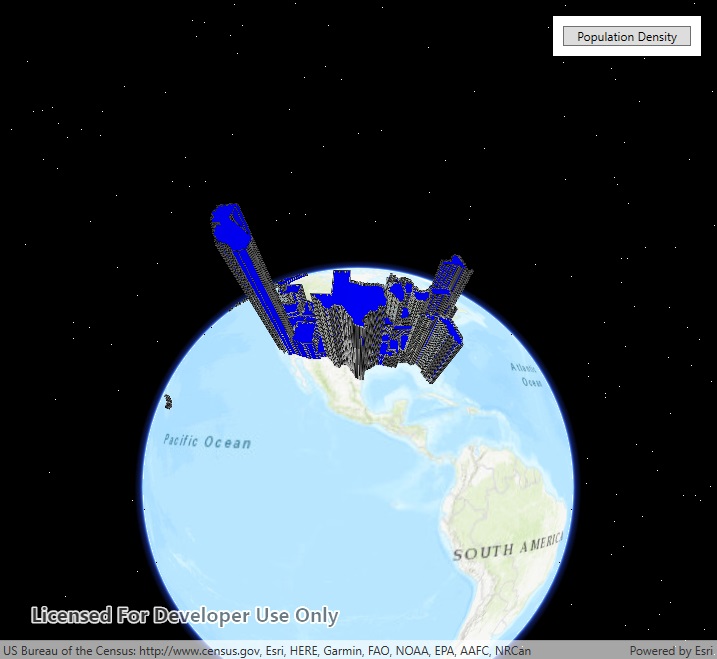 Population Density
Atlantic
Ocean
Pacific Ocean
SOUTH AMERICA
Licensed For Developer Use Only
US Bureau of the Census: http://www.census.gov, Esri, HERE, Garmin, FAO, NOAA, EPA, AAFC, NRCan
Powered by Esri